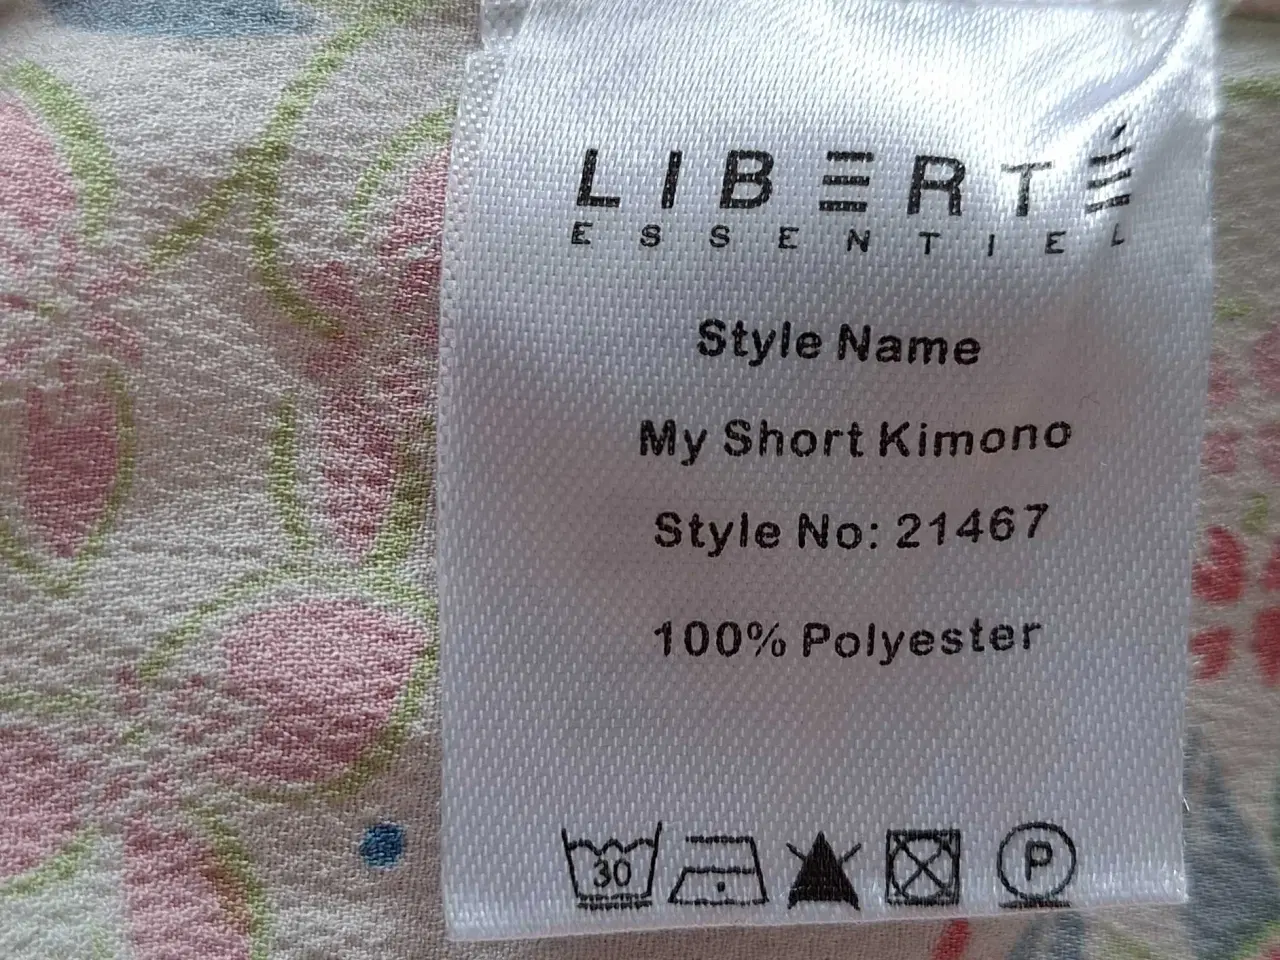 LIBERTÉ
ESSENTIEL
Style Name
My Short Kimono
Style No: 21467
100% Polyester
30 P